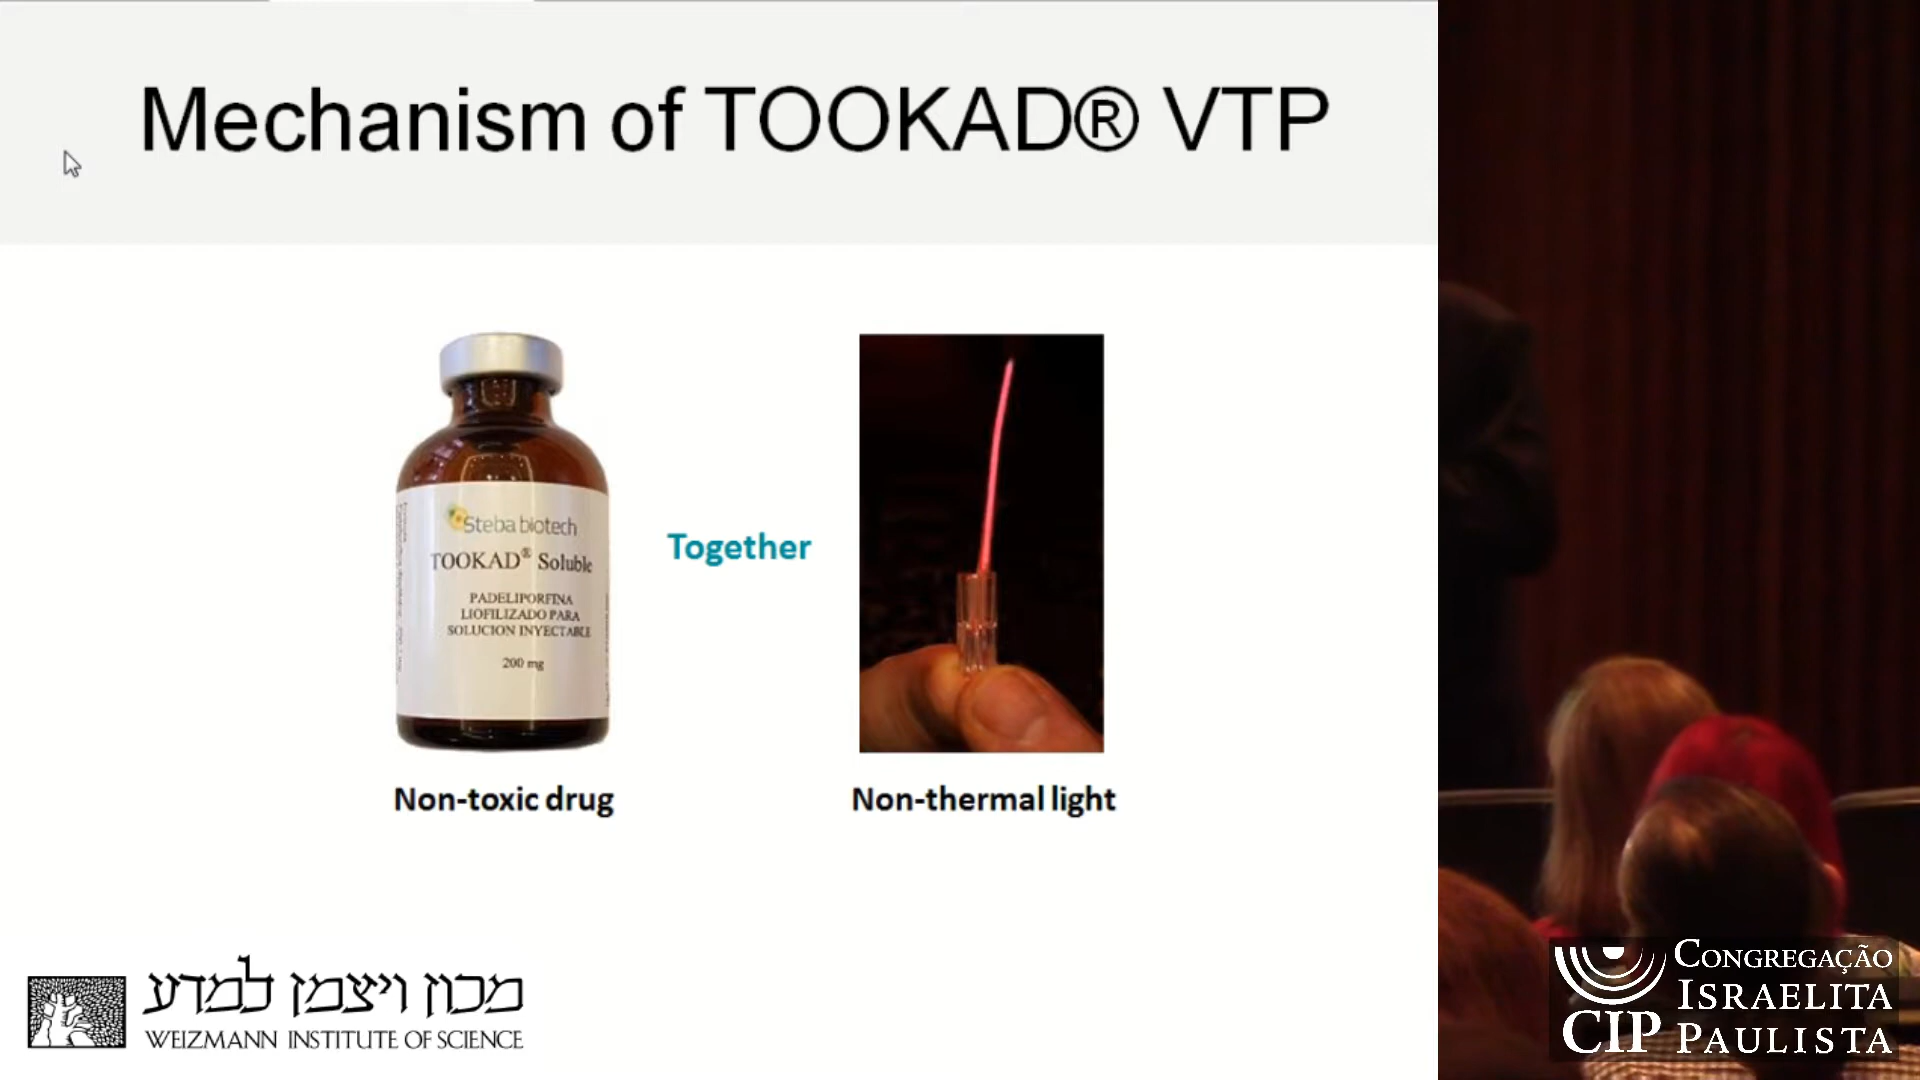 Mechanism of TOOKAD® VTP
Steba biotech
TOOKAD® Soluble
PADELIPORFINA
LIOFILIZADO PARA
SOLUCION INYECTABLE
200 mg
Together
Non-toxic drug
Non-thermal light
מכון ויצמן למדע
WEIZMANN INSTITUTE OF SCIENCE
CIP
CONGREGAÇÃO
ISRAELITA
PAULISTA